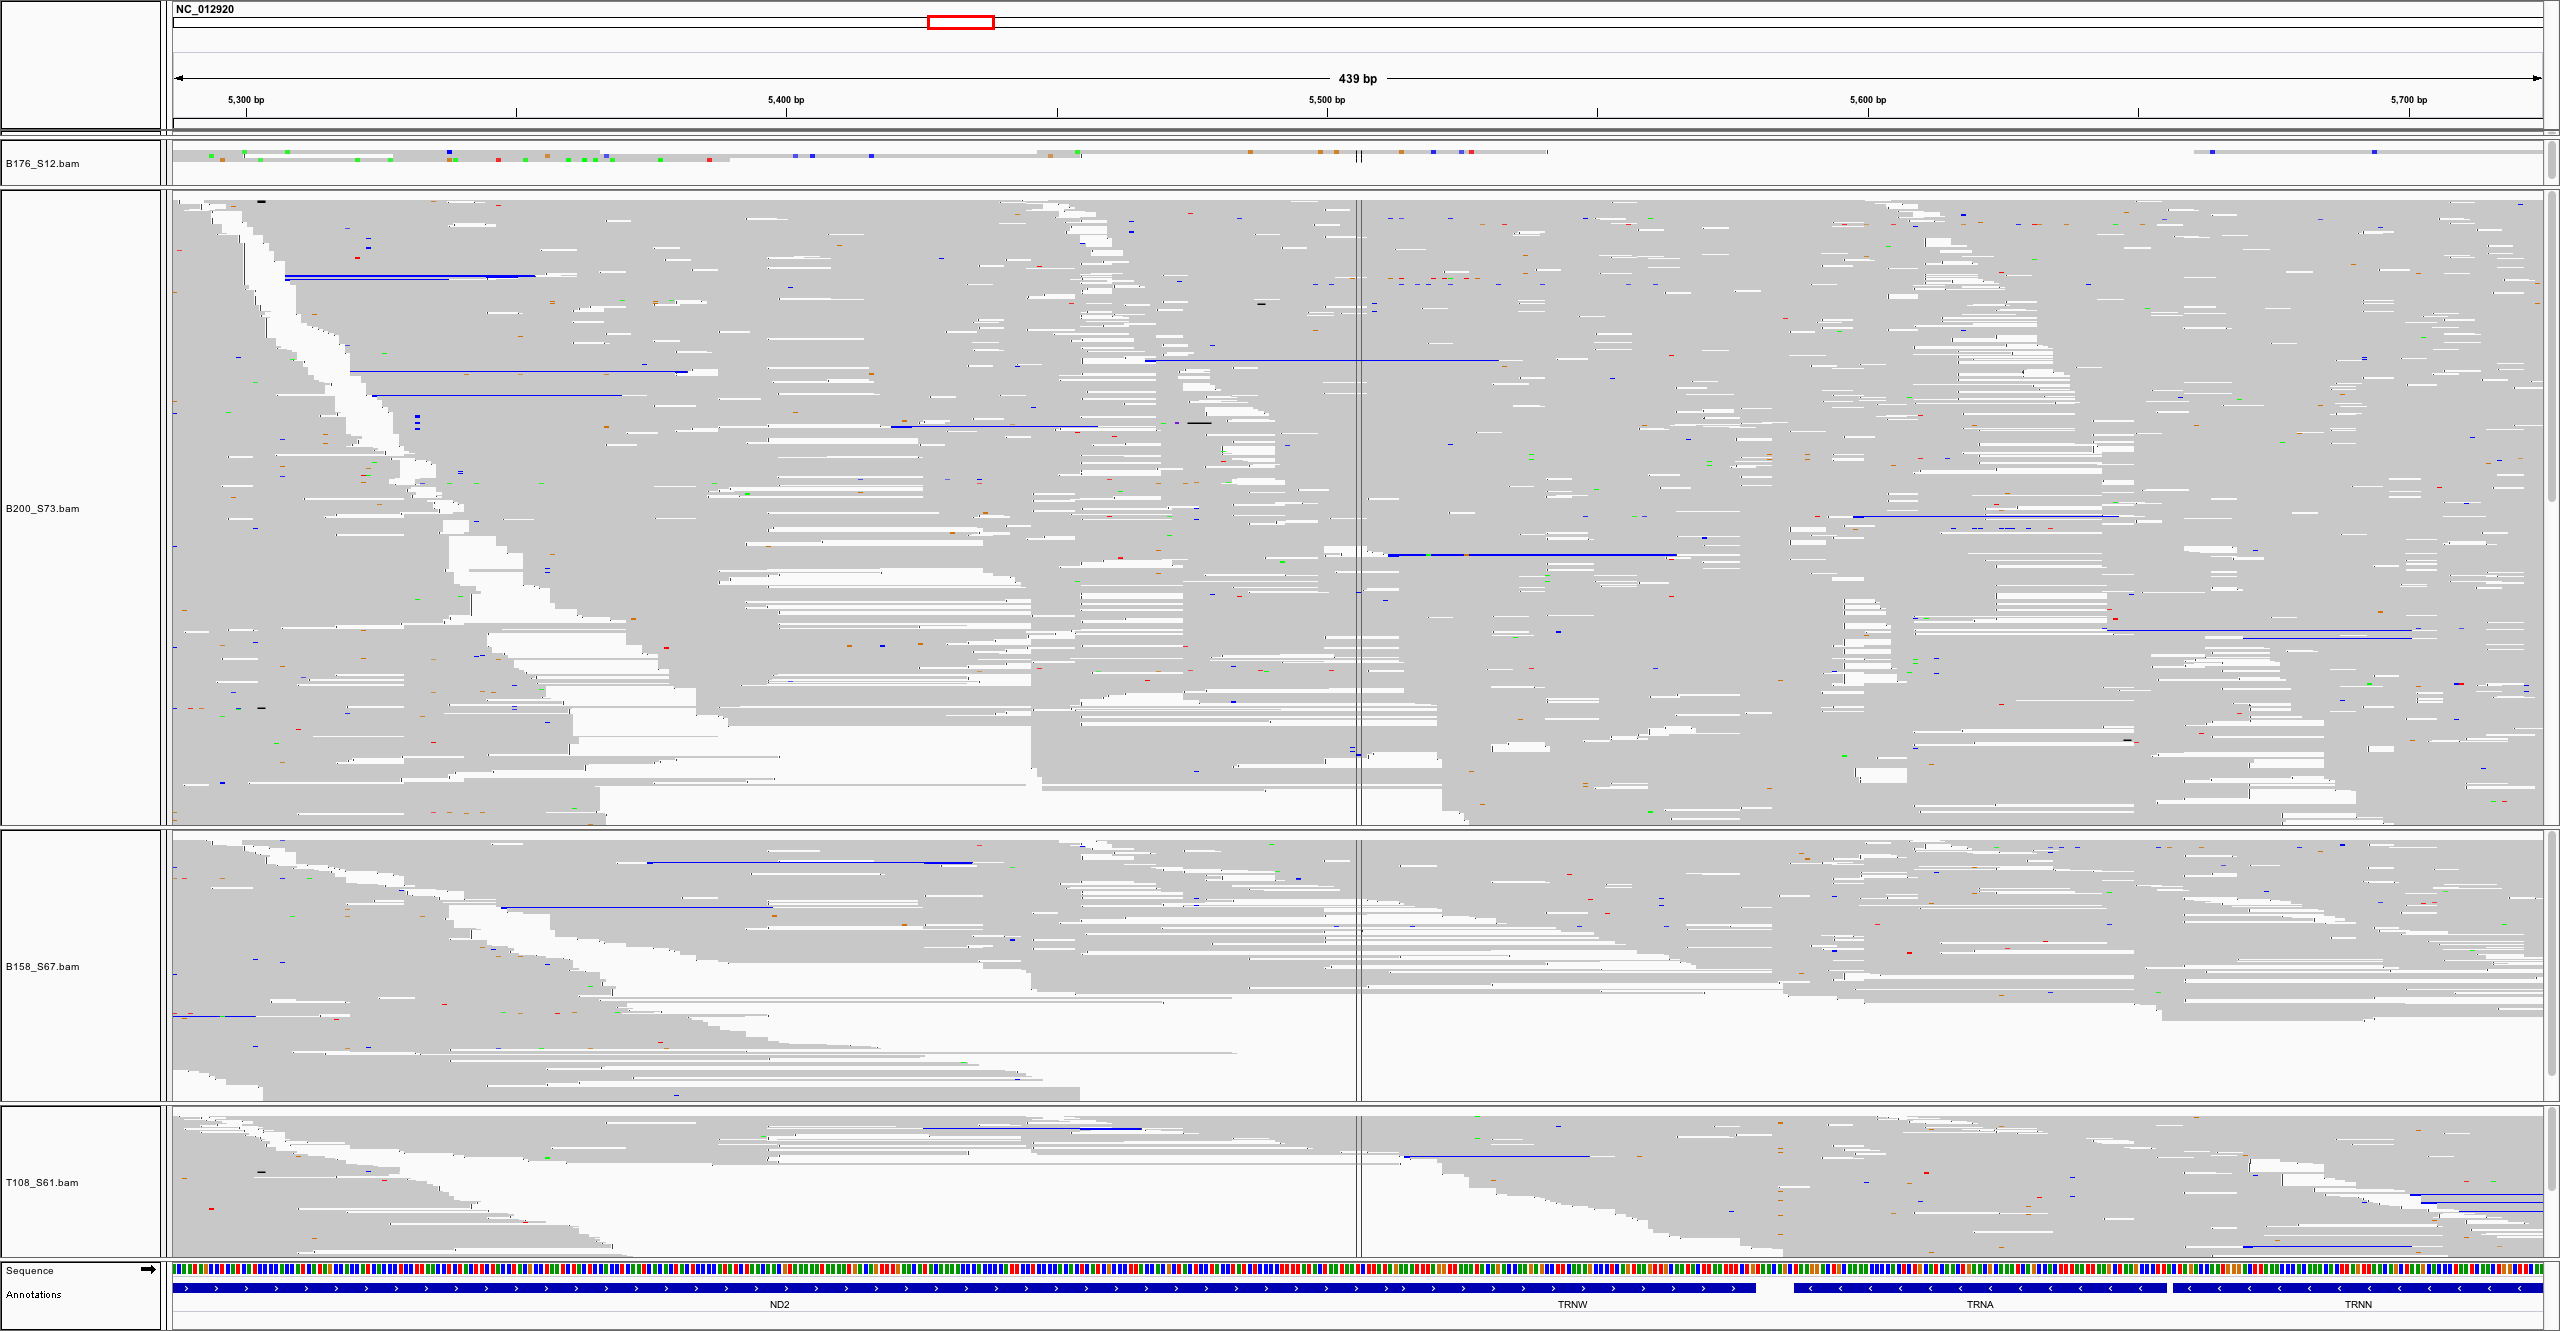 NC_012920
439 bp
5,300 bp 5,400 bp 5,500 bp 5,600 bp 5,700 bp
B176_S12.bam
B200_S73.bam
B158_S67.bam
T108_S61.bam
Sequence
Annotations
ND2 TRNW TRNA TRNN